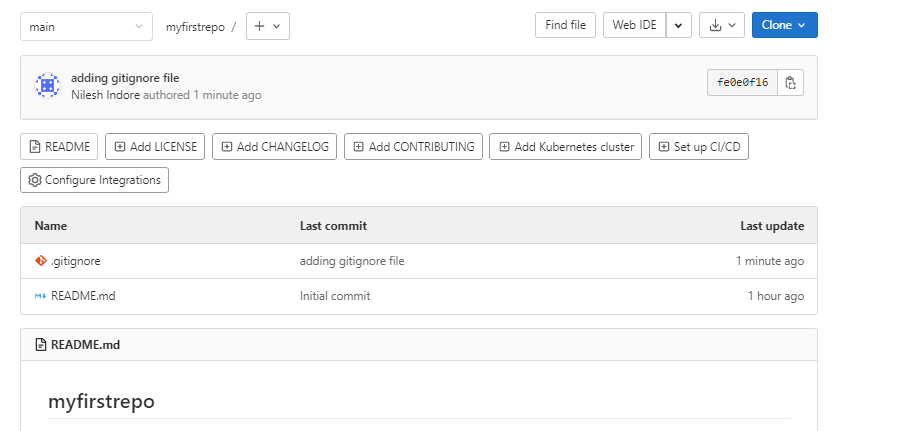 main myfirstrepo / + Find file Web IDE Clone
adding gitignore file
Nilesh Indore authored 1 minute ago fe0e0f16
README Add LICENSE Add CHANGELOG Add CONTRIBUTING Add Kubernetes cluster Set up CI/CD
Configure Integrations
Name Last commit Last update
.gitignore adding gitignore file 1 minute ago
README.md Initial commit 1 hour ago
README.md
myfirstrepo